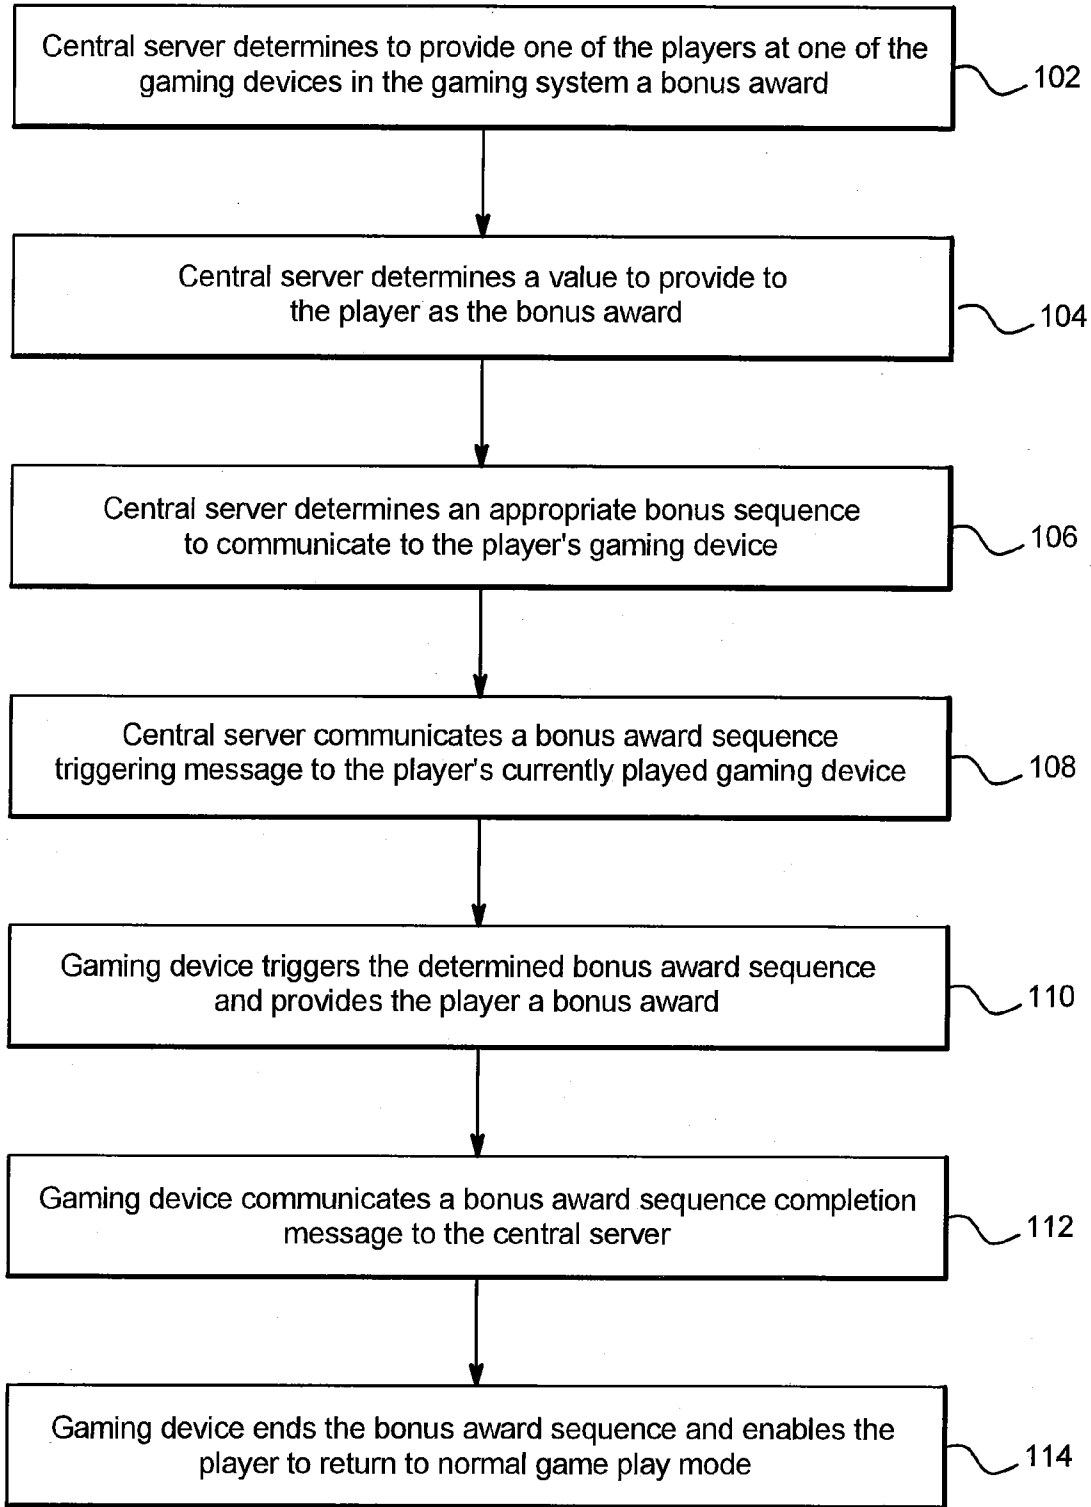 Central server determines to provide one of the players at one of the
gaming devices in the gaming system a bonus award
102
Central server determines a value to provide to
the player as the bonus award
104
Central server determines an appropriate bonus sequence
to communicate to the player's gaming device
106
Central server communicates a bonus award sequence
triggering message to the player's currently played gaming device
108
Gaming device triggers the determined bonus award sequence
and provides the player a bonus award
110
Gaming device communicates a bonus award sequence completion
message to the central server
112
Gaming device ends the bonus award sequence and enables the
player to return to normal game play mode
114